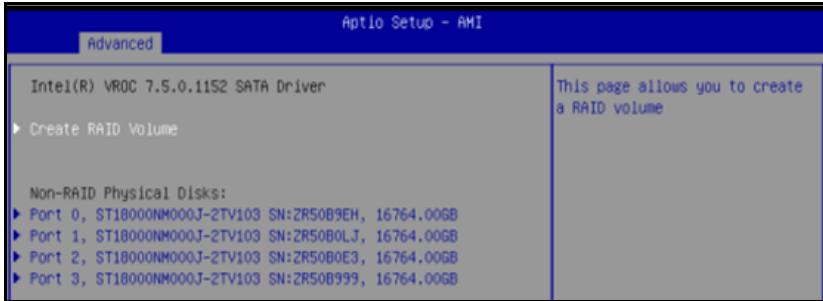 Aptio Setup - AMI
Advanced
Intel(R) VROC 7.5.0.1152 SATA Driver
This page allows you to create
a RAID volume
Create RAID Volume
Non-RAID Physical Disks:
Port 0, ST18000NM000J-2TV103 SN:ZR50B9EH, 16764.00GB
Port 1, ST18000NM000J-2TV103 SN:ZR50B0LJ, 16764.00GB
Port 2, ST18000NM000J-2TV103 SN:ZR50B0E3, 16764.00GB
Port 3, ST18000NM000J-2TV103 SN:ZR50B999, 16764.00GB